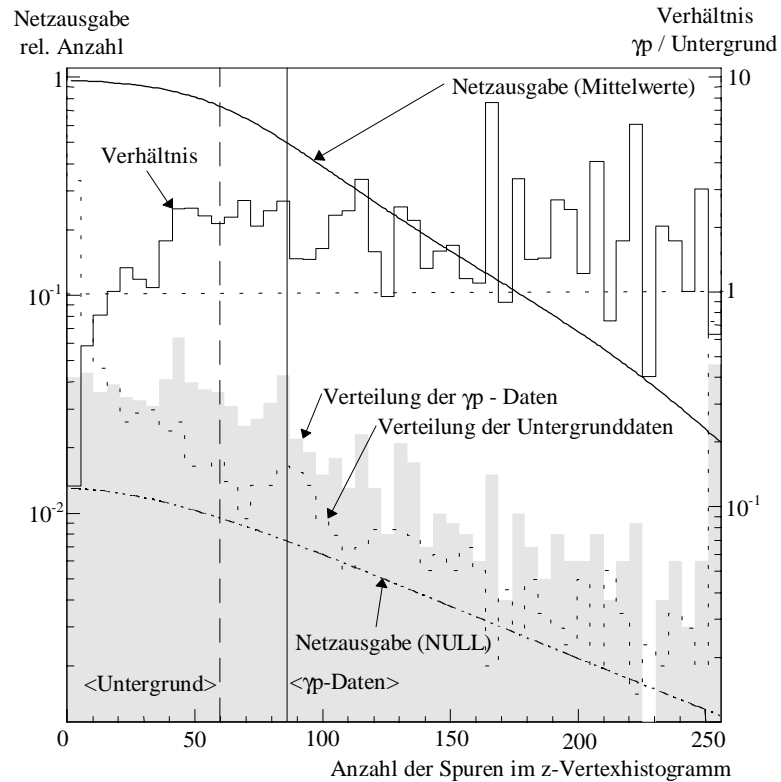 Netzausgabe
rel. Anzahl
Verhältnis
γp / Untergrund
1
10
Netzausgabe (Mittelwerte)
Verhältnis
10⁻¹
1
Verteilung der γp - Daten
Verteilung der Untergrunddaten
10⁻²
10⁻¹
Netzausgabe (NULL)
<Untergrund>
<γp-Daten>
0
50
100
150
200
250
Anzahl der Spuren im z-Vertexhistogramm